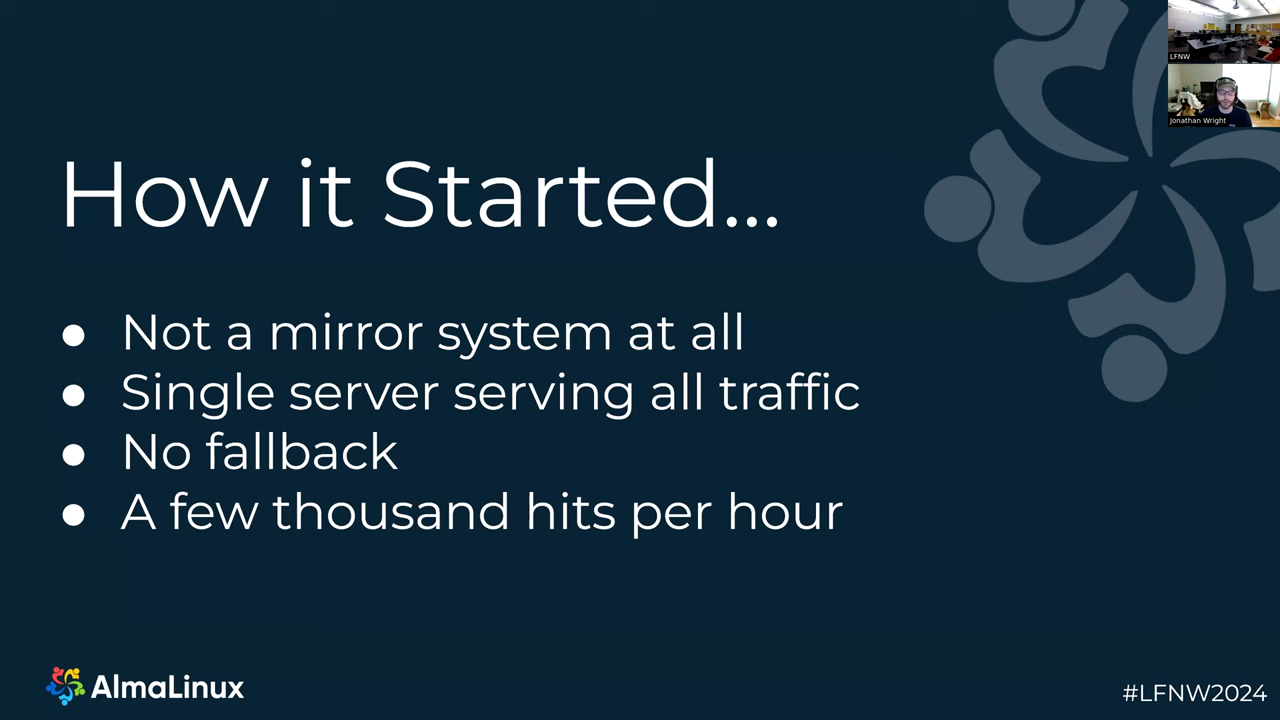 LFNW
Jonathan Wright
How it Started...
● Not a mirror system at all
● Single server serving all traffic
● No fallback
● A few thousand hits per hour
AlmaLinux
#LFNW2024